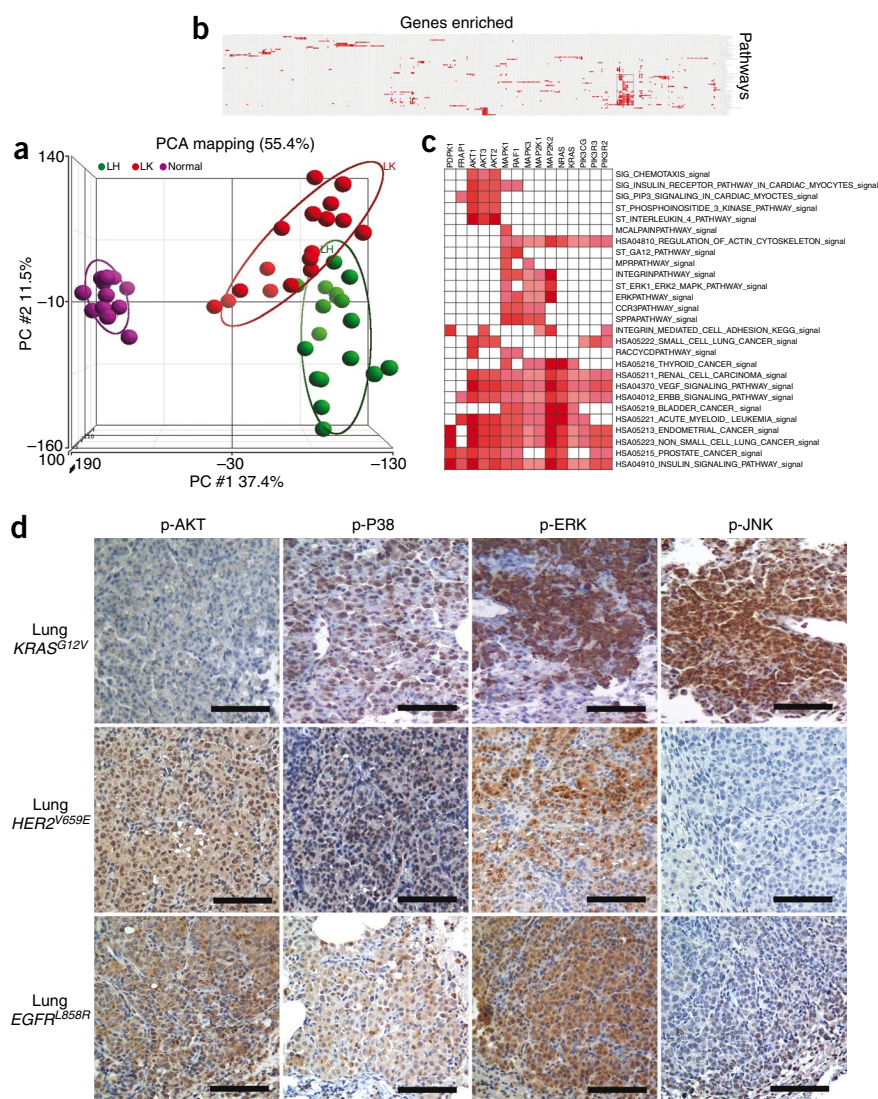 b
Genes enriched
Pathways
a
PCA mapping (55.4%)
LH LK Normal
140
−10
−160
PC #2 11.5%
LK
LH
100
−190
−30
−130
PC #1 37.4%
c
PDPK1
FRAP1
AKT1
AKT3
AKT2
MAPK1
RAF1
MAPK3
MAP2K1
MAP2K2
NRAS
KRAS
PIK3CG
PIK3R3
PIK3R2
SIG_CHEMOTAXIS_signal
SIG_INSULIN_RECEPTOR_PATHWAY_IN_CARDIAC_MYOCYTES_signal
SIG_PIP3_SIGNALING_IN_CARDIAC_MYOCTES_signal
ST_PHOSPHOINOSITIDE_3_KINASE_PATHWAY_signal
ST_INTERLEUKIN_4_PATHWAY_signal
MCALPAINPATHWAY_signal
HSA04810_REGULATION_OF_ACTIN_CYTOSKELETON_signal
ST_GA12_PATHWAY_signal
MPRPATHWAY_signal
INTEGRINPATHWAY_signal
ST_ERK1_ERK2_MAPK_PATHWAY_signal
ERKPATHWAY_signal
CCR3PATHWAY_signal
SPPAPATHWAY_signal
INTEGRIN_MEDIATED_CELL_ADHESION_KEGG_signal
HSA05222_SMALL_CELL_LUNG_CANCER_signal
RACCYCDPATHWAY_signal
HSA05216_THYROID_CANCER_signal
HSA05211_RENAL_CELL_CARCINOMA_signal
HSA04370_VEGF_SIGNALING_PATHWAY_signal
HSA04012_ERBB_SIGNALING_PATHWAY_signal
HSA05219_BLADDER_CANCER_ signal
HSA05221_ACUTE_MYELOID_ LEUKEMIA_signal
HSA05213_ENDOMETRIAL_CANCER_signal
HSA05223_NON_SMALL_CELL_LUNG_CANCER_signal
HSA05215_PROSTATE_CANCER_signal
HSA04910_INSULIN_SIGNALING_PATHWAY_signal
d
p-AKT p-P38 p-ERK p-JNK
Lung
KRASG12V
Lung
HER2V659E
Lung
EGFRL858R